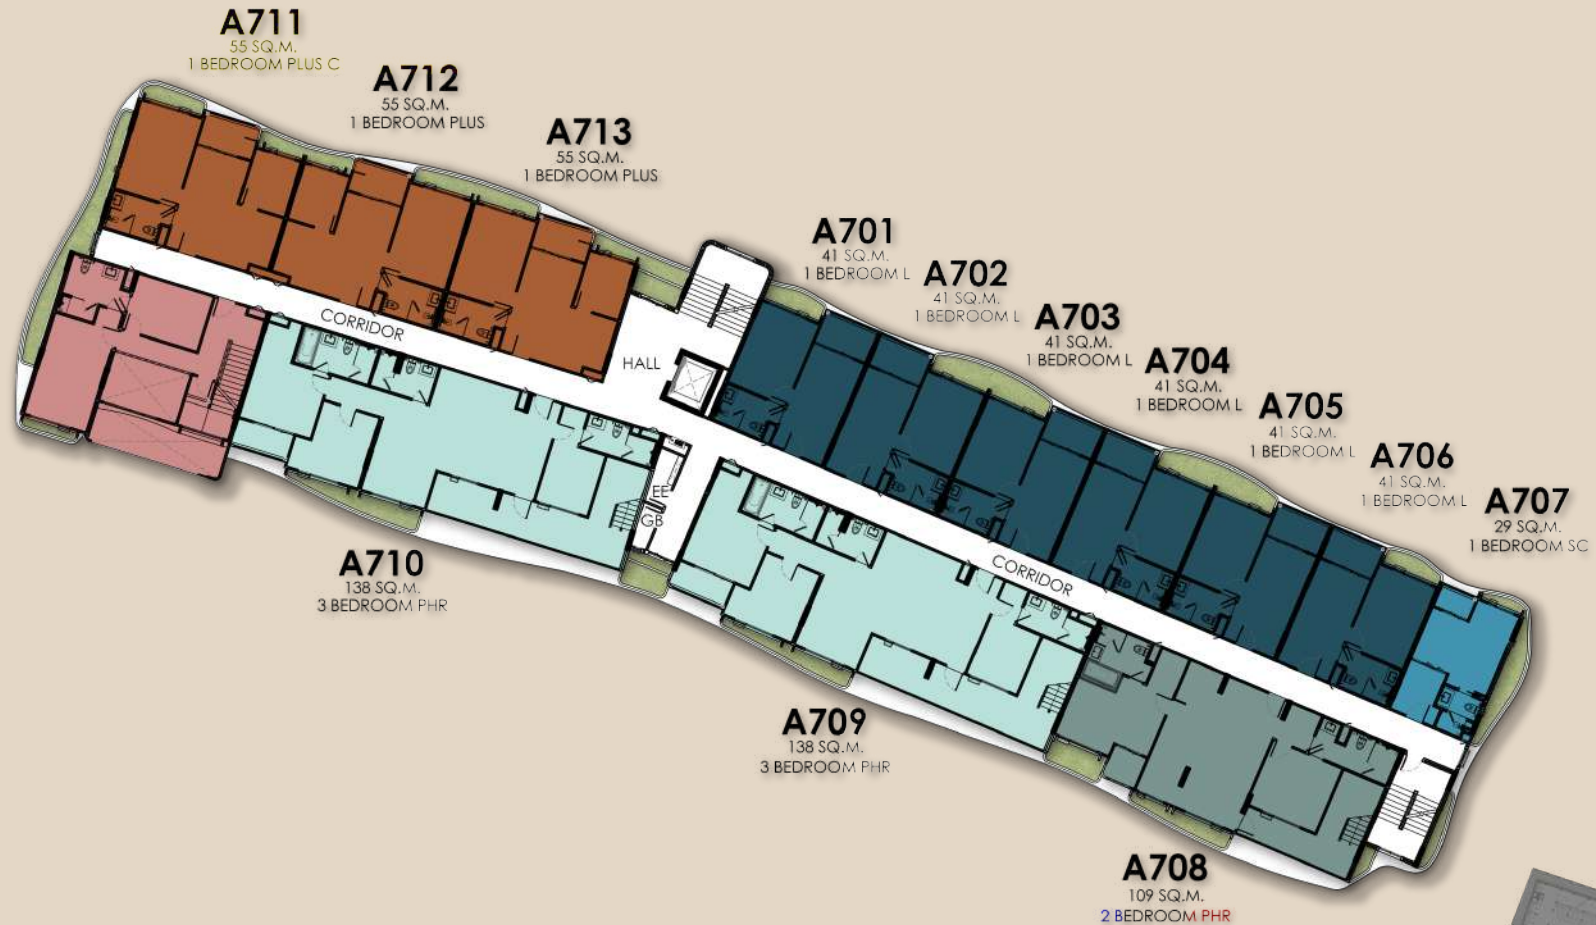 A711
55 SQ.M.
1 BEDROOM PLUS C
A712
55 SQ.M.
1 BEDROOM PLUS
A713
55 SQ.M.
1 BEDROOM PLUS
A701
41 SQ.M.
1 BEDROOM L
A702
41 SQ.M.
1 BEDROOM L
A703
41 SQ.M.
1 BEDROOM L
A704
41 SQ.M.
1 BEDROOM L
A705
41 SQ.M.
1 BEDROOM L
A706
41 SQ.M.
1 BEDROOM L
A707
29 SQ.M.
1 BEDROOM SC
CORRIDOR
HALL
EE
GB
CORRIDOR
A710
138 SQ.M.
3 BEDROOM PHR
A709
138 SQ.M.
3 BEDROOM PHR
A708
109 SQ.M.
2 BEDROOM PHR